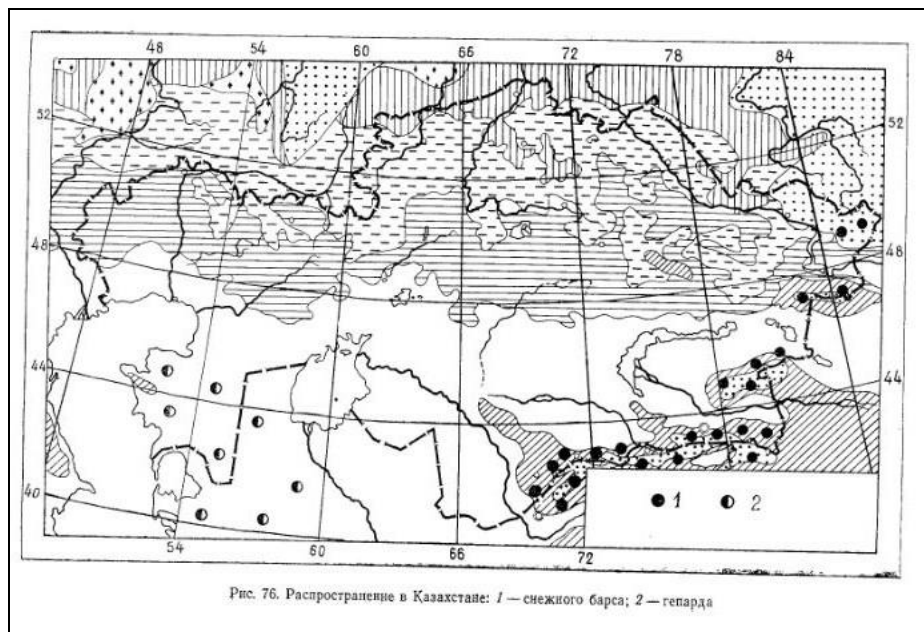 48 54 60 66 72 78 84
52 52
48 48
44 44
1 2
40
54 60 66 72
Рис. 76. Распространение в Казахстане: 1 — снежного барса; 2 — гепарда